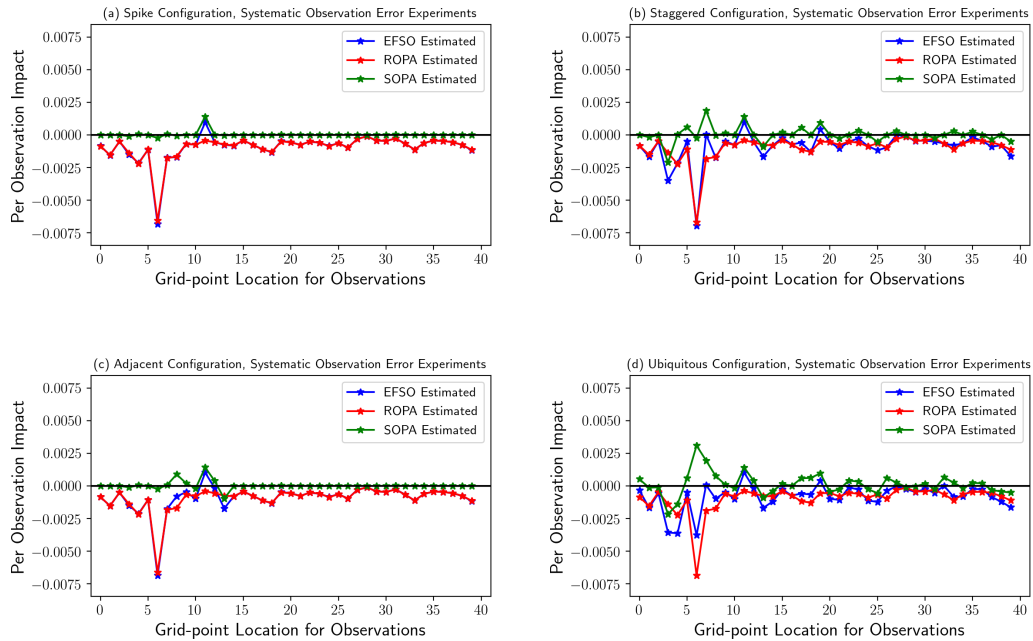 (a) Spike Configuration, Systematic Observation Error Experiments
0.0075
0.0050
0.0025
0.0000
−0.0025
−0.0050
−0.0075
Per Observation Impact
EFSO Estimated
ROPA Estimated
SOPA Estimated
0 5 10 15 20 25 30 35 40
Grid-point Location for Observations
(b) Staggered Configuration, Systematic Observation Error Experiments
0.0075
0.0050
0.0025
0.0000
−0.0025
−0.0050
−0.0075
Per Observation Impact
EFSO Estimated
ROPA Estimated
SOPA Estimated
0 5 10 15 20 25 30 35 40
Grid-point Location for Observations
(c) Adjacent Configuration, Systematic Observation Error Experiments
0.0075
0.0050
0.0025
0.0000
−0.0025
−0.0050
−0.0075
Per Observation Impact
EFSO Estimated
ROPA Estimated
SOPA Estimated
0 5 10 15 20 25 30 35 40
Grid-point Location for Observations
(d) Ubiquitous Configuration, Systematic Observation Error Experiments
0.0075
0.0050
0.0025
0.0000
−0.0025
−0.0050
−0.0075
Per Observation Impact
EFSO Estimated
ROPA Estimated
SOPA Estimated
0 5 10 15 20 25 30 35 40
Grid-point Location for Observations